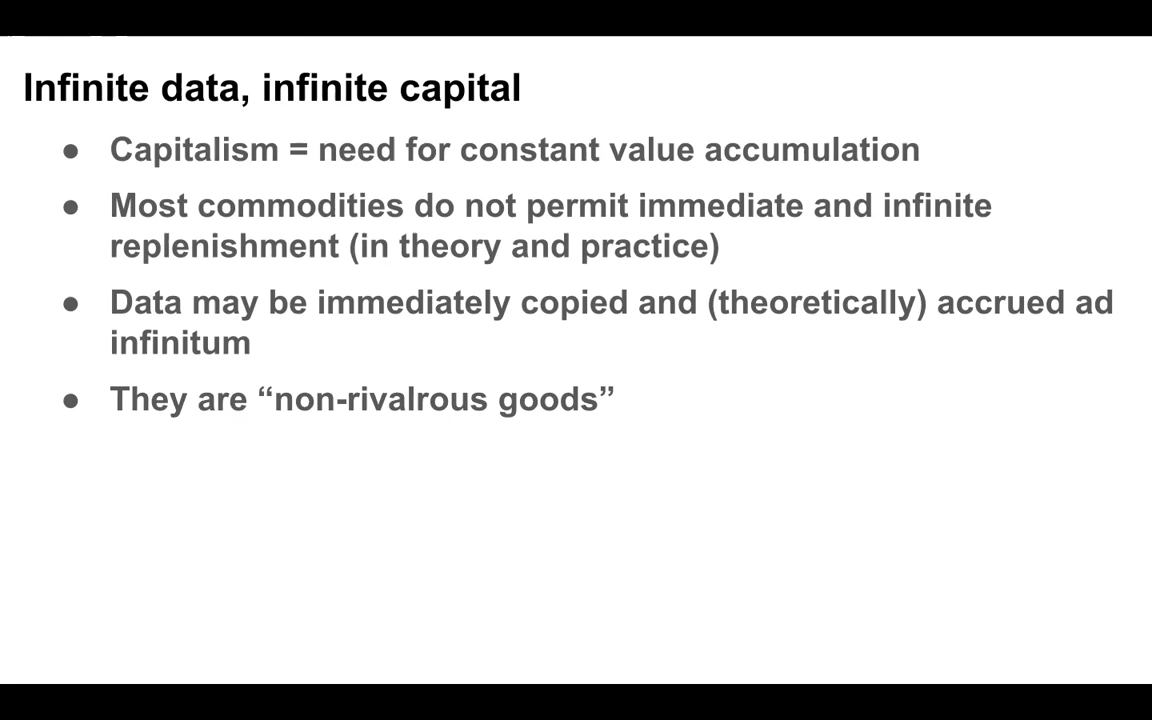 Infinite data, infinite capital
● Capitalism = need for constant value accumulation
● Most commodities do not permit immediate and infinite
replenishment (in theory and practice)
● Data may be immediately copied and (theoretically) accrued ad
infinitum
● They are “non-rivalrous goods”